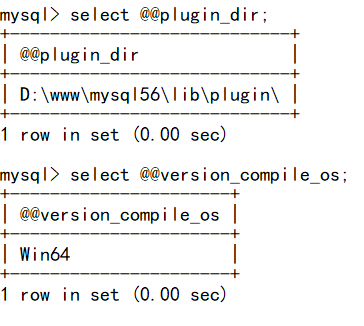 mysql> select @@plugin_dir;
+---------------------------+
| @@plugin_dir              |
+---------------------------+
| D:\www\mysql56\lib\plugin\ |
+---------------------------+
1 row in set (0.00 sec)
mysql> select @@version_compile_os;
+----------------------+
| @@version_compile_os |
+----------------------+
| Win64                |
+----------------------+
1 row in set (0.00 sec)